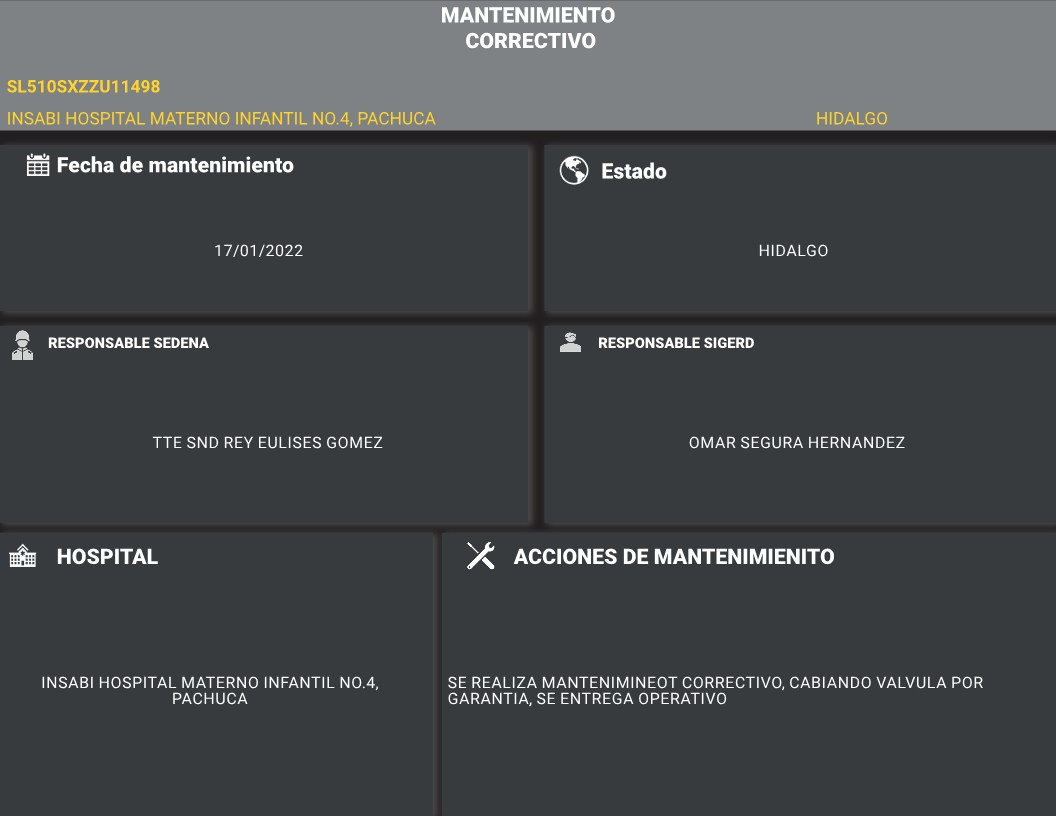 MANTENIMIENTO
CORRECTIVO
SL510SXZZU11498
INSABI HOSPITAL MATERNO INFANTIL NO.4, PACHUCA
HIDALGO
Fecha de mantenimiento
Estado
17/01/2022
HIDALGO
RESPONSABLE SEDENA
RESPONSABLE SIGERD
TTE SND REY EULISES GOMEZ
OMAR SEGURA HERNANDEZ
HOSPITAL
ACCIONES DE MANTENIMIENITO
INSABI HOSPITAL MATERNO INFANTIL NO.4,
PACHUCA
SE REALIZA MANTENIMINEOT CORRECTIVO, CABIANDO VALVULA POR
GARANTIA, SE ENTREGA OPERATIVO